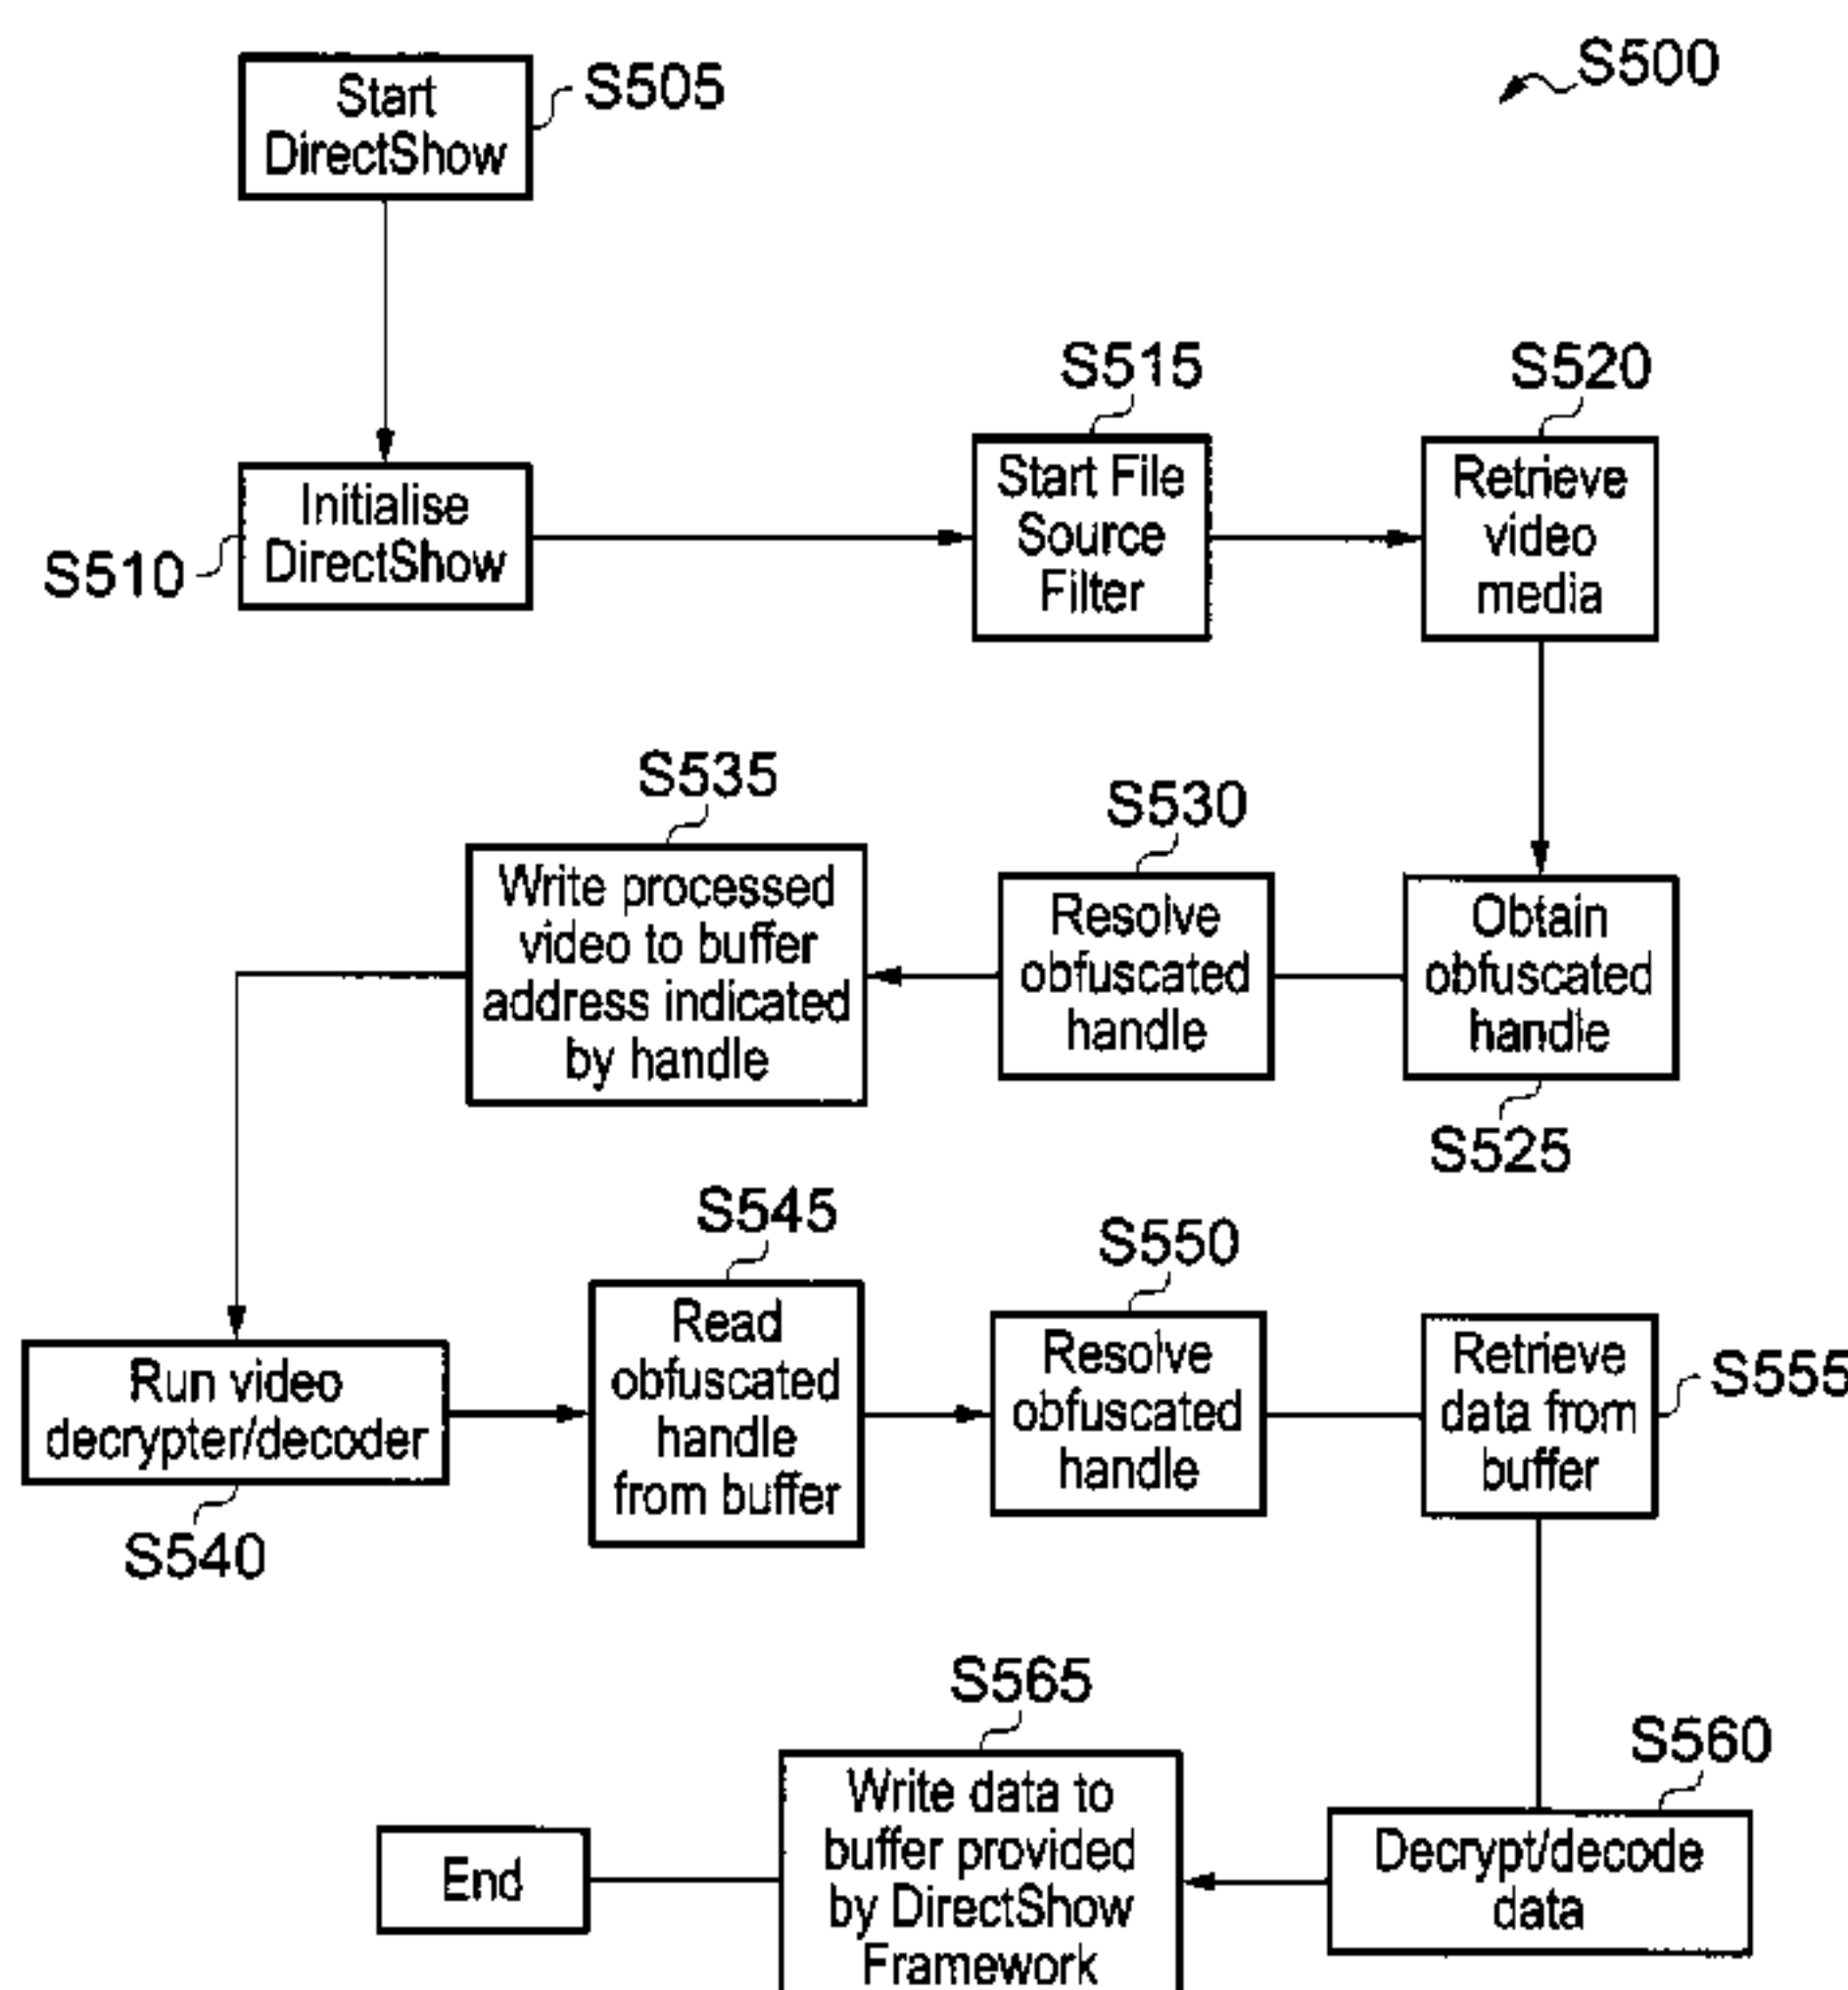 S500
Start
DirectShow
S505
Initialise
DirectShow
S510
S515
Start File
Source
Filter
S520
Retrieve
video
media
S525
Obtain
obfuscated
handle
S530
Resolve
obfuscated
handle
S535
Write processed
video to buffer
address indicated
by handle
Run video
decrypter/decoder
S540
S545
Read
obfuscated
handle
from buffer
S550
Resolve
obfuscated
handle
Retrieve
data from
buffer
S555
S560
Decrypt/decode
data
S565
Write data to
buffer provided
by DirectShow
Framework
End